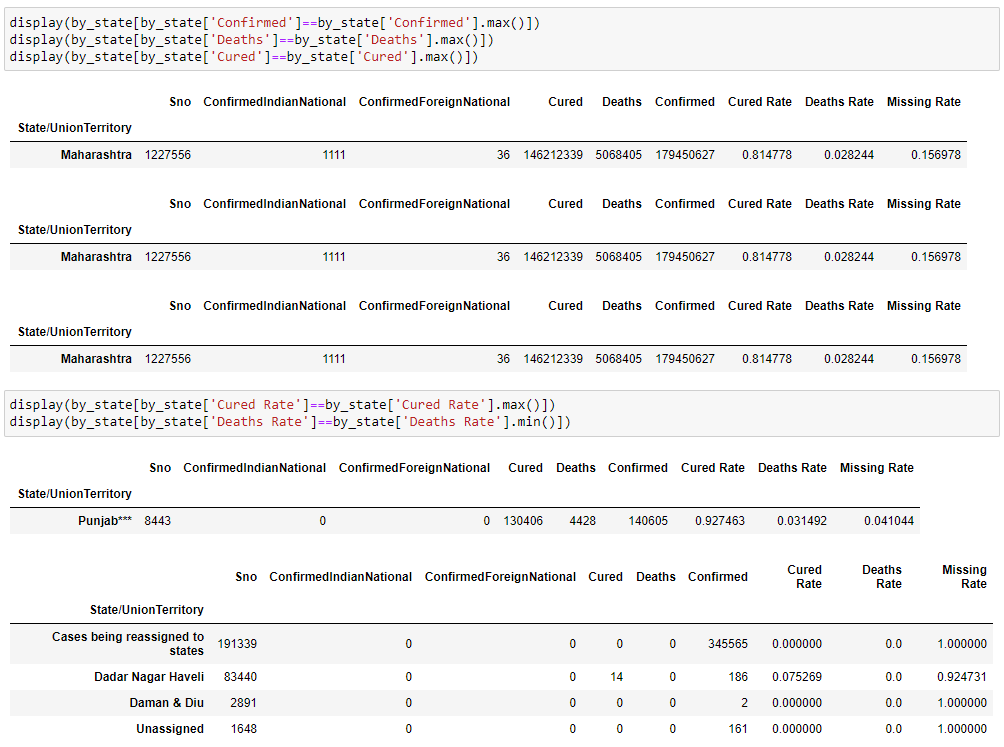 display(by_state[by_state['Confirmed']==by_state['Confirmed'].max()])
display(by_state[by_state['Deaths']==by_state['Deaths'].max()])
display(by_state[by_state['Cured']==by_state['Cured'].max()])
Sno ConfirmedIndianNational ConfirmedForeignNational Cured Deaths Confirmed Cured Rate Deaths Rate Missing Rate
State/UnionTerritory
Maharashtra 1227556 1111 36 146212339 5068405 179450627 0.814778 0.028244 0.156978
Sno ConfirmedIndianNational ConfirmedForeignNational Cured Deaths Confirmed Cured Rate Deaths Rate Missing Rate
State/UnionTerritory
Maharashtra 1227556 1111 36 146212339 5068405 179450627 0.814778 0.028244 0.156978
Sno ConfirmedIndianNational ConfirmedForeignNational Cured Deaths Confirmed Cured Rate Deaths Rate Missing Rate
State/UnionTerritory
Maharashtra 1227556 1111 36 146212339 5068405 179450627 0.814778 0.028244 0.156978
display(by_state[by_state['Cured Rate']==by_state['Cured Rate'].max()])
display(by_state[by_state['Deaths Rate']==by_state['Deaths Rate'].min()])
Sno ConfirmedIndianNational ConfirmedForeignNational Cured Deaths Confirmed Cured Rate Deaths Rate Missing Rate
State/UnionTerritory
Punjab*** 8443 0 0 130406 4428 140605 0.927463 0.031492 0.041044
Sno ConfirmedIndianNational ConfirmedForeignNational Cured Deaths Confirmed Cured Rate Deaths Rate Missing Rate
State/UnionTerritory
Cases being reassigned to states 191339 0 0 0 0 345565 0.000000 0.0 1.000000
Dadar Nagar Haveli 83440 0 0 14 0 186 0.075269 0.0 0.924731
Daman & Diu 2891 0 0 0 0 2 0.000000 0.0 1.000000
Unassigned 1648 0 0 0 0 161 0.000000 0.0 1.000000